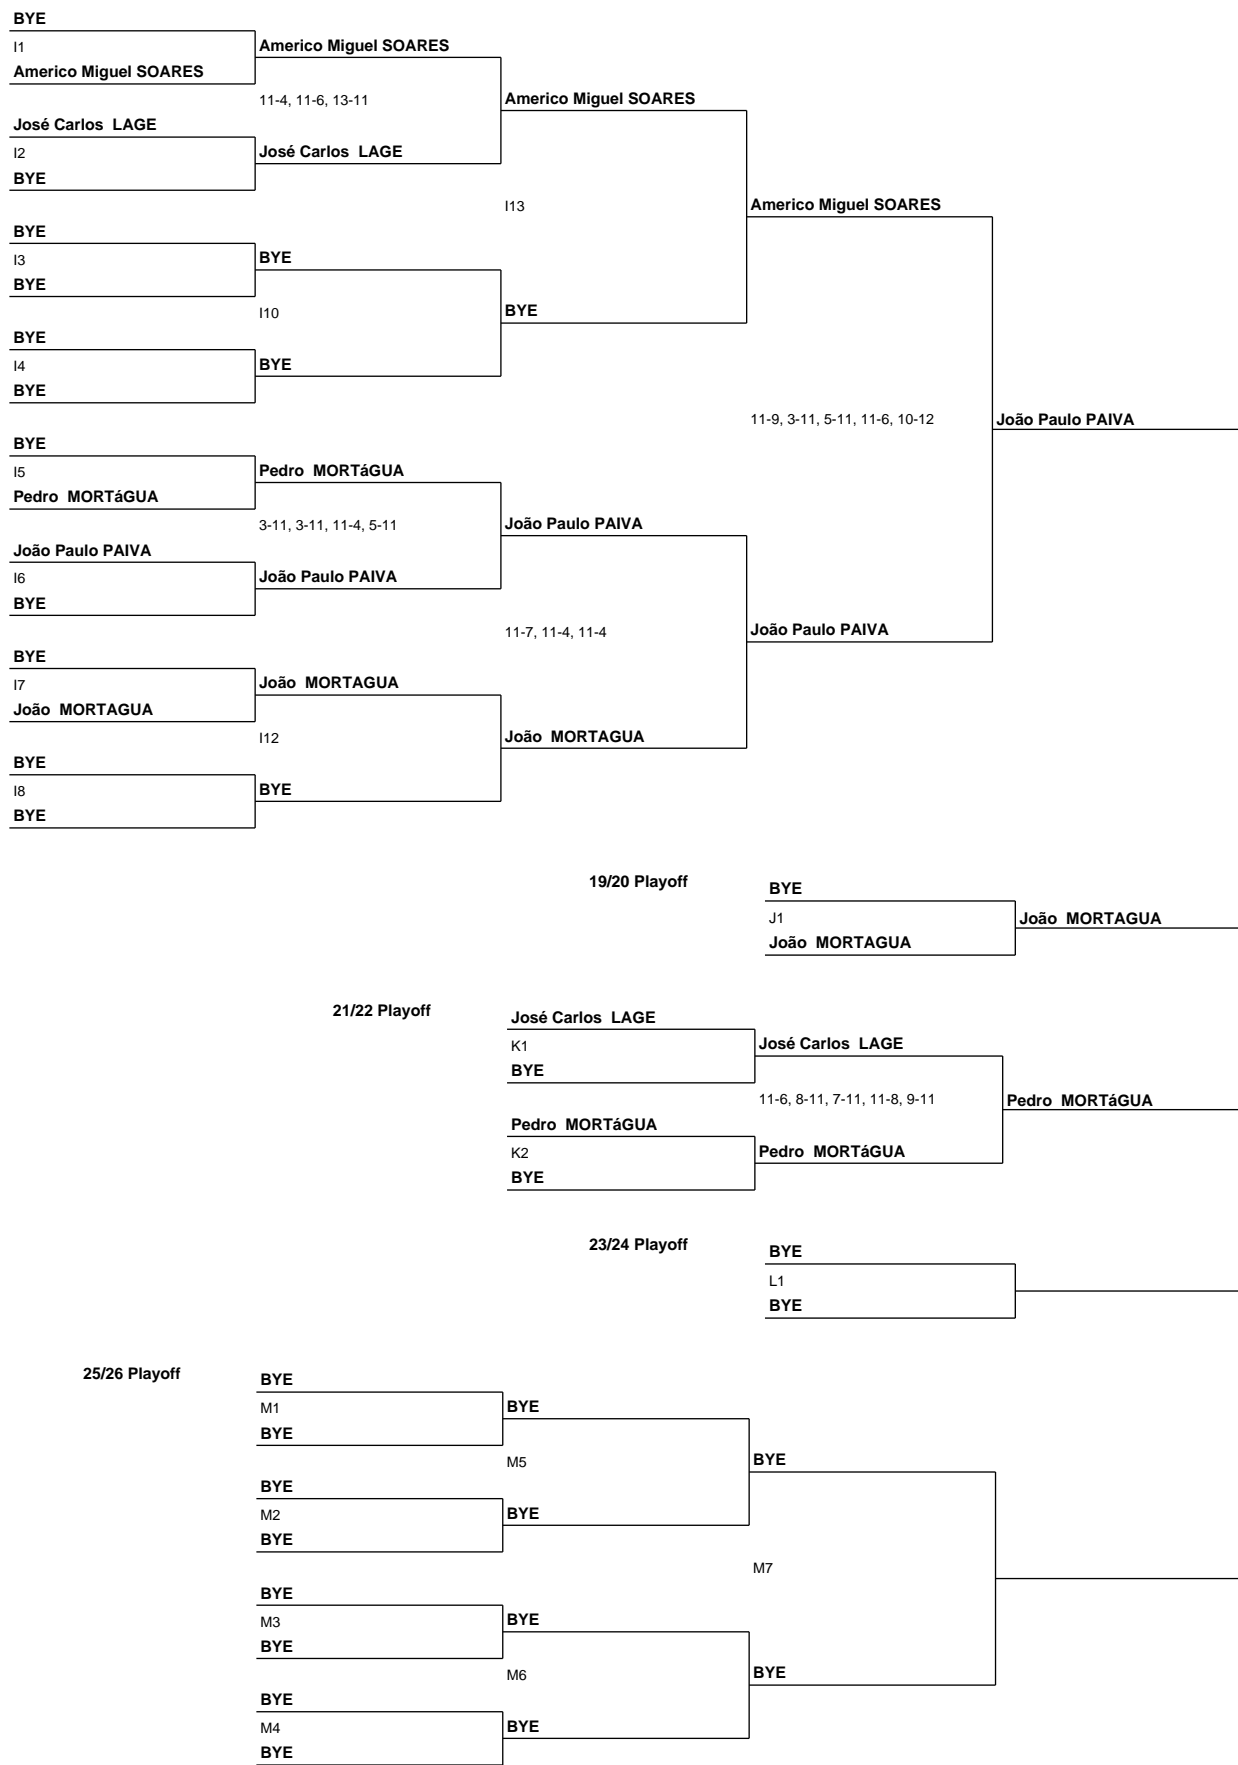 BYE
I1
Americo Miguel SOARES
Americo Miguel SOARES
11-4, 11-6, 13-11
Americo Miguel SOARES
José Carlos LAGE
I2
José Carlos LAGE
BYE
I13
Americo Miguel SOARES
BYE
I3
BYE
BYE
I10
BYE
BYE
I4
BYE
BYE
11-9, 3-11, 5-11, 11-6, 10-12
João Paulo PAIVA
BYE
I5
Pedro MORTáGUA
Pedro MORTáGUA
3-11, 3-11, 11-4, 5-11
João Paulo PAIVA
João Paulo PAIVA
I6
João Paulo PAIVA
BYE
11-7, 11-4, 11-4
João Paulo PAIVA
BYE
I7
João MORTAGUA
João MORTAGUA
I12
João MORTAGUA
BYE
I8
BYE
BYE
19/20 Playoff
BYE
J1
João MORTAGUA
João MORTAGUA
21/22 Playoff
José Carlos LAGE
K1
José Carlos LAGE
BYE
11-6, 8-11, 7-11, 11-8, 9-11
Pedro MORTáGUA
Pedro MORTáGUA
K2
Pedro MORTáGUA
BYE
23/24 Playoff
BYE
L1
BYE
25/26 Playoff
BYE
M1
BYE
BYE
M5
BYE
BYE
M2
BYE
BYE
M7
BYE
M3
BYE
BYE
M6
BYE
BYE
M4
BYE
BYE